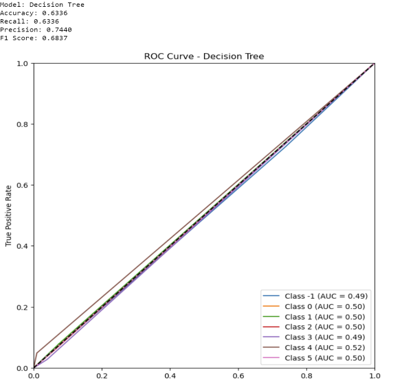 Model: Decision Tree
Accuracy: 0.6336
Recall: 0.6336
Precision: 0.7440
F1 Score: 0.6837
ROC Curve - Decision Tree
1.0
0.8
0.6
0.4
0.2
0.0
True Positive Rate
Class -1 (AUC = 0.49)
Class 0 (AUC = 0.50)
Class 1 (AUC = 0.50)
Class 2 (AUC = 0.50)
Class 3 (AUC = 0.49)
Class 4 (AUC = 0.52)
Class 5 (AUC = 0.50)
0.0 0.2 0.4 0.6 0.8 1.0